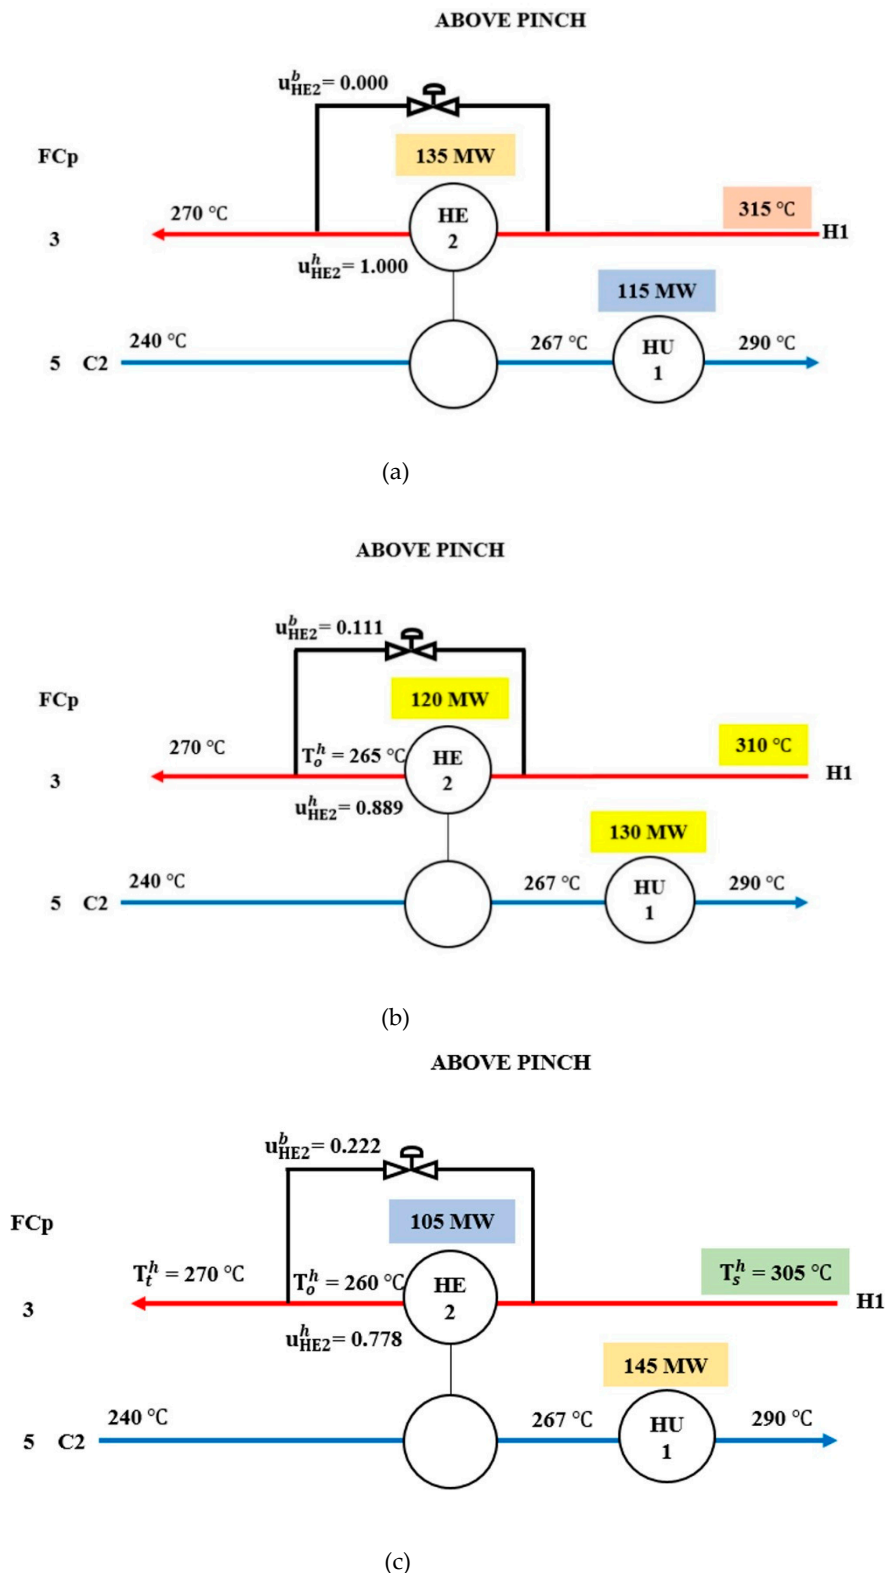 ABOVE PINCH
u^b_HE2 = 0.000
135 MW
FCp
270 °C
HE 2
315 °C
3
H1
u^h_HE2 = 1.000
115 MW
240 °C
267 °C
HU 1
290 °C
5 C2
(a)
ABOVE PINCH
u^b_HE2 = 0.111
120 MW
FCp
270 °C
T^h_o = 265 °C
HE 2
310 °C
3
H1
u^h_HE2 = 0.889
130 MW
240 °C
267 °C
HU 1
290 °C
5 C2
(b)
ABOVE PINCH
u^b_HE2 = 0.222
105 MW
FCp
T^h_t = 270 °C
T^h_o = 260 °C
HE 2
T^h_s = 305 °C
3
H1
u^h_HE2 = 0.778
145 MW
240 °C
267 °C
HU 1
290 °C
5 C2
(c)